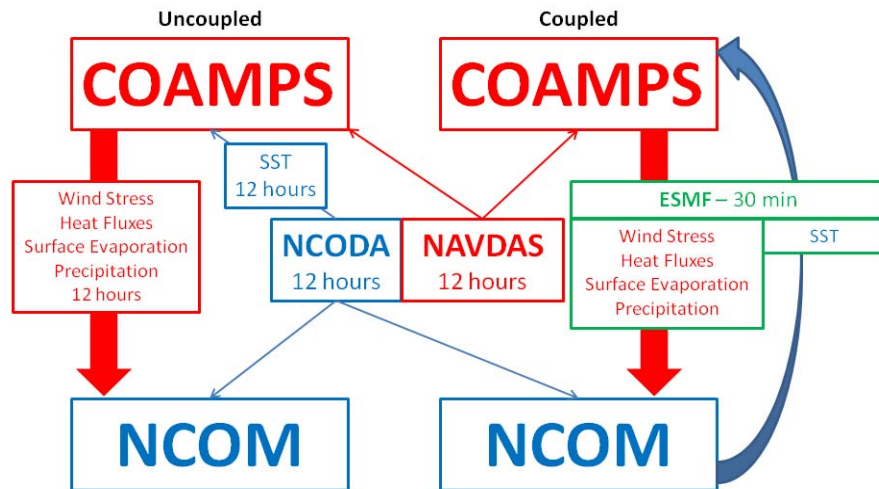 Uncoupled
Coupled
COAMPS
COAMPS
SST
12 hours
Wind Stress
Heat Fluxes
Surface Evaporation
Precipitation
12 hours
NCODA
12 hours
NAVDAS
12 hours
ESMF – 30 min
Wind Stress
Heat Fluxes
Surface Evaporation
Precipitation
SST
NCOM
NCOM